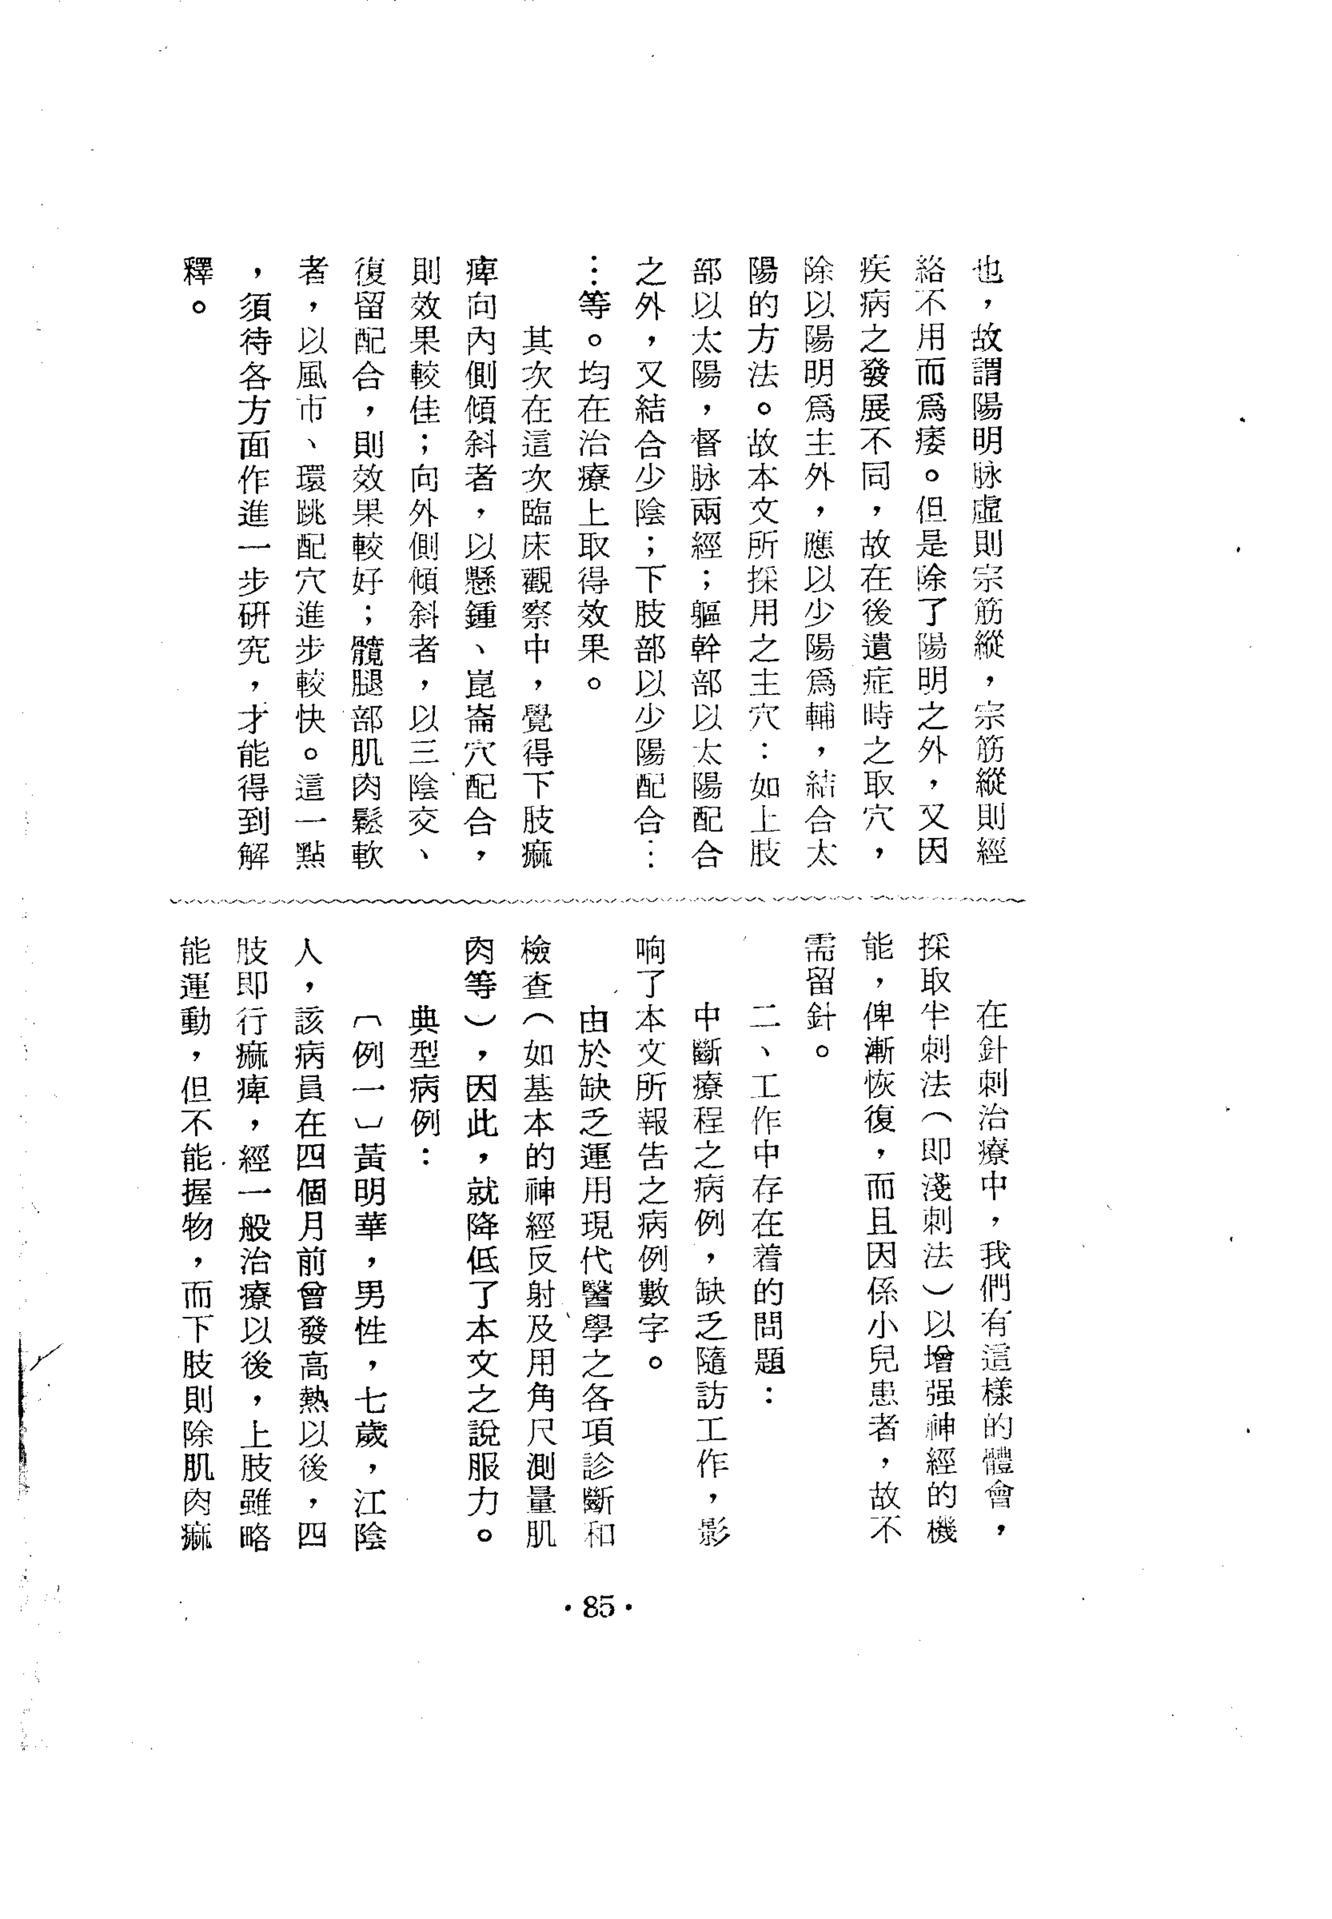 也，故謂陽明脉虛則宗筋縱，宗筋縱則經
絡不用而爲痿。但是除了陽明之外，又因
疾病之發展不同，故在後遺症時之取穴，
除以陽明爲主外，應以少陽爲輔，結合太
陽的方法。故本文所採用之主穴：如上肢
部以太陽，督脉兩經；軀幹部以太陽配合
之外，又結合少陰；下肢部以少陽配合…
…等。均在治療上取得效果。
其次在這次臨床觀察中，覺得下肢痲
痺向內側傾斜者，以懸鍾、崑崙穴配合，
則效果較佳；向外側傾斜者，以三陰交、
復留配合，則效果較好；髖腿部肌肉鬆軟
者，以風市、環跳配穴進步較快。這一點
，須待各方面作進一步研究，才能得到解
釋。
在針刺治療中，我們有這樣的體會，
採取半刺法（即淺刺法）以增强神經的機
能，俾漸恢復，而且因係小兒患者，故不
需留針。
二、工作中存在着的問題：
中斷療程之病例，缺乏隨訪工作，影
响了本文所報告之病例數字。
由於缺乏運用現代醫學之各項診斷和
檢查（如基本的神經反射及用角尺測量肌
肉等），因此，就降低了本文之說服力。
典型病例：
〔例一〕黃明華，男性，七歲，江陰
人，該病員在四個月前曾發高熱以後，四
肢即行痲痺，經一般治療以後，上肢雖略
能運動，但不能握物，而下肢則除肌肉痲
·85·